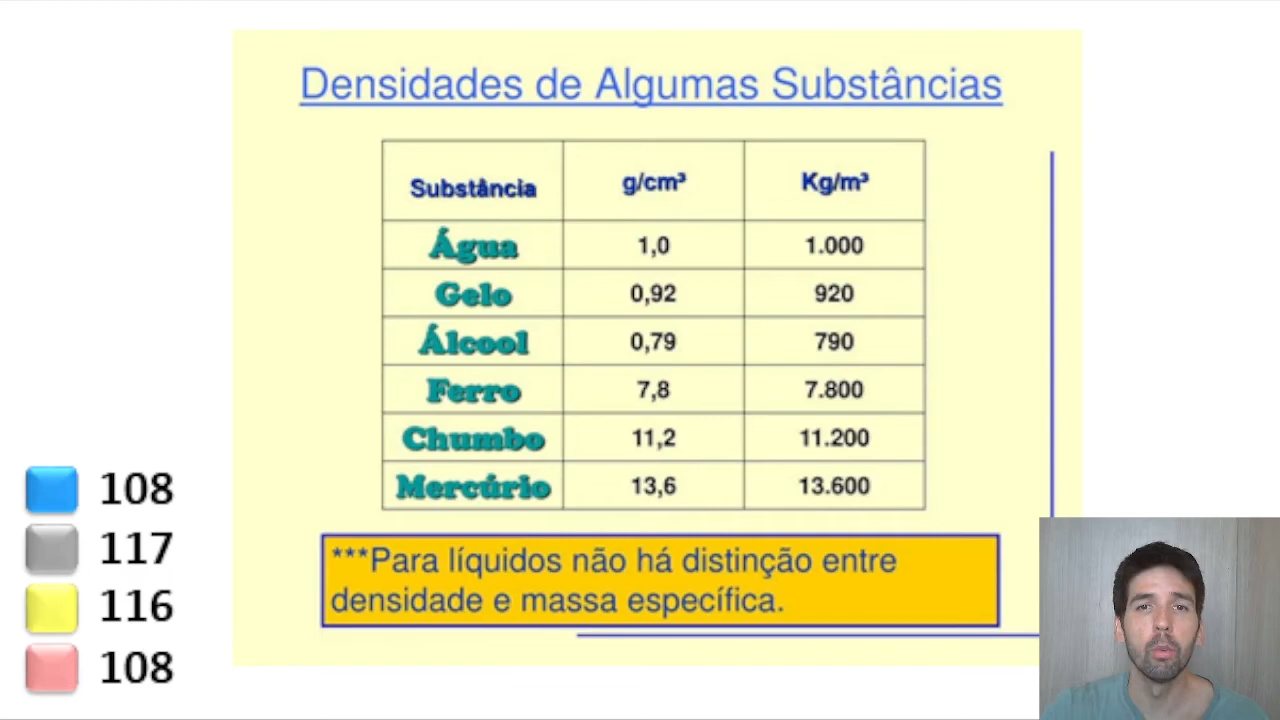 Densidades de Algumas Substâncias
Substância g/cm³ Kg/m³
Água 1,0 1.000
Gelo 0,92 920
Álcool 0,79 790
Ferro 7,8 7.800
Chumbo 11,2 11.200
Mercúrio 13,6 13.600
***Para líquidos não há distinção entre
densidade e massa específica.
108
117
116
108